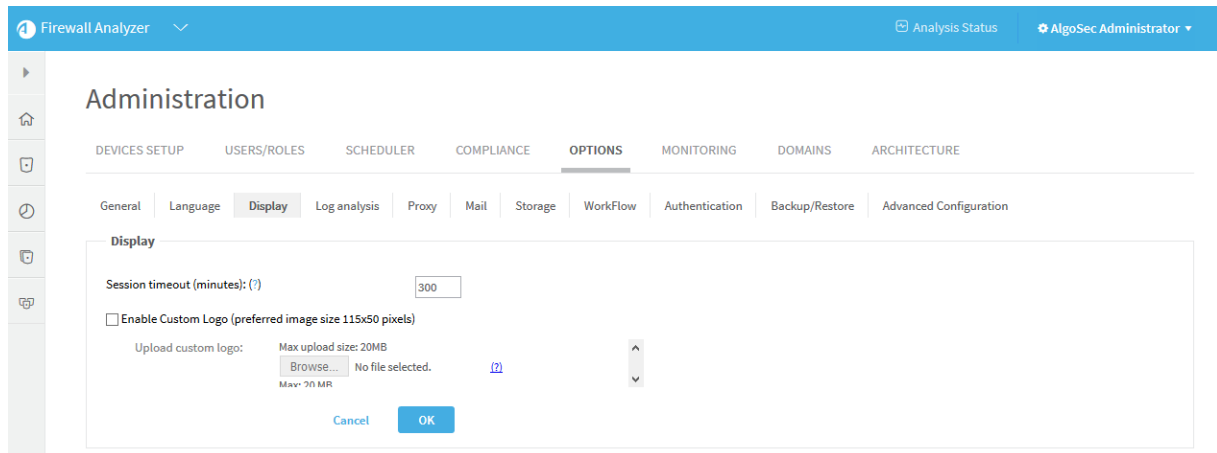 Firewall Analyzer Analysis Status AlgoSec Administrator
Administration
DEVICES SETUP USERS/ROLES SCHEDULER COMPLIANCE OPTIONS MONITORING DOMAINS ARCHITECTURE
General Language Display Log analysis Proxy Mail Storage WorkFlow Authentication Backup/Restore Advanced Configuration
Display
Session timeout (minutes): (?) 300
Enable Custom Logo (preferred image size 115x50 pixels)
Upload custom logo: Max upload size: 20MB
Browse... No file selected. (?)
Max: 20 MB
Cancel OK